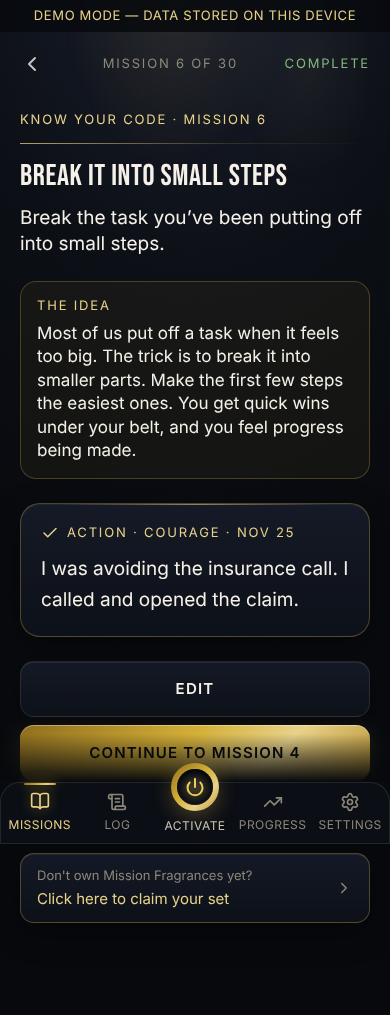 DEMO MODE — DATA STORED ON THIS DEVICE
MISSION 6 OF 30
COMPLETE
KNOW YOUR CODE · MISSION 6
BREAK IT INTO SMALL STEPS
Break the task you’ve been putting off
into small steps.
THE IDEA
Most of us put off a task when it feels
too big. The trick is to break it into
smaller parts. Make the first few steps
the easiest ones. You get quick wins
under your belt, and you feel progress
being made.
ACTION · COURAGE · NOV 25
I was avoiding the insurance call. I
called and opened the claim.
EDIT
CONTINUE TO MISSION 4
MISSIONS
LOG
ACTIVATE
PROGRESS
SETTINGS
Don't own Mission Fragrances yet?
Click here to claim your set